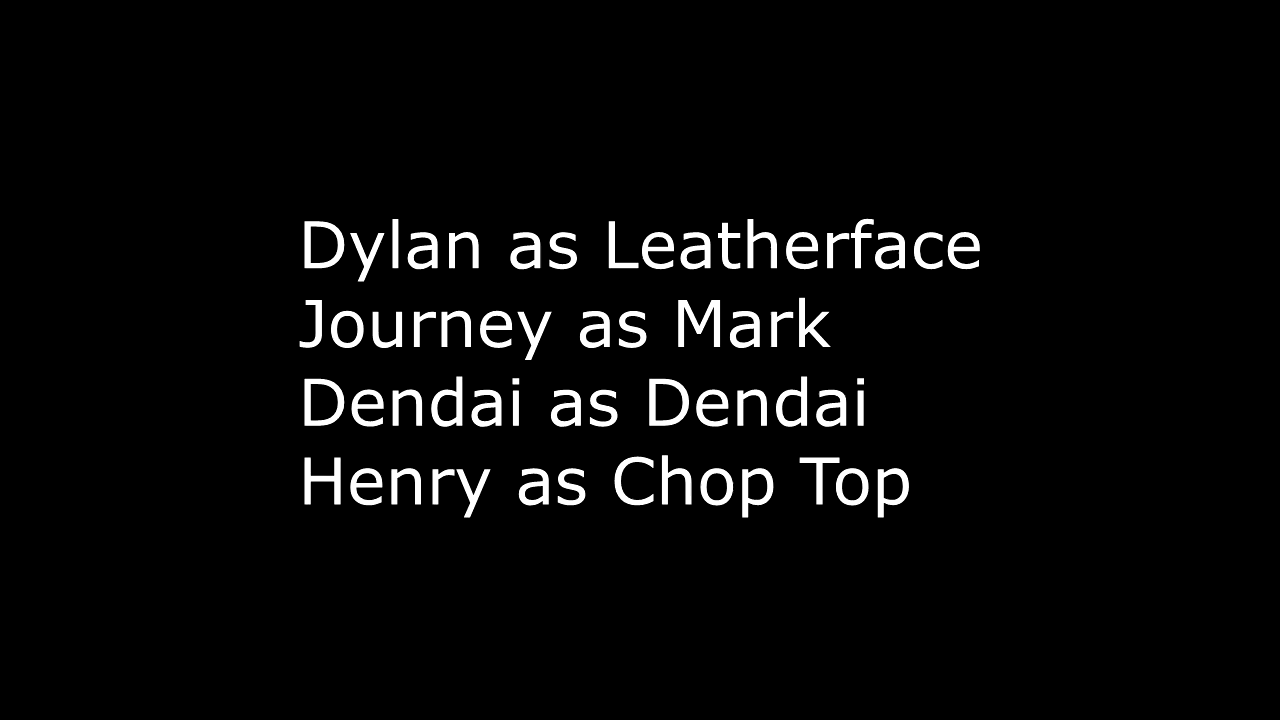 Dylan as Leatherface
Journey as Mark
Dendai as Dendai
Henry as Chop Top